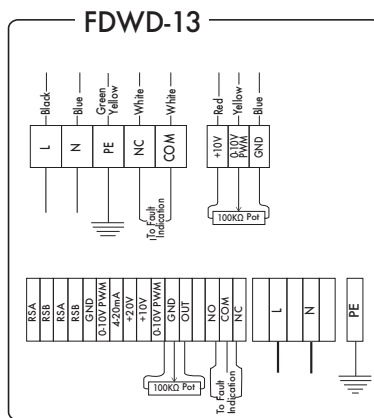 FDWD-13
Black
Blue
Green
Yellow
White
White
L
N
PE
NC
COM
To Fault
Indication
Red
Yellow
Blue
+10V
0-10V
PWM
GND
100KΩ Pot
RSA
RSB
RSA
RSB
GND
0-10V PWM
4-20mA
+20V
+10V
0-10V PWM
GND
OUT
NO
COM
NC
100KΩ Pot
To Fault
Indication
L
N
PE